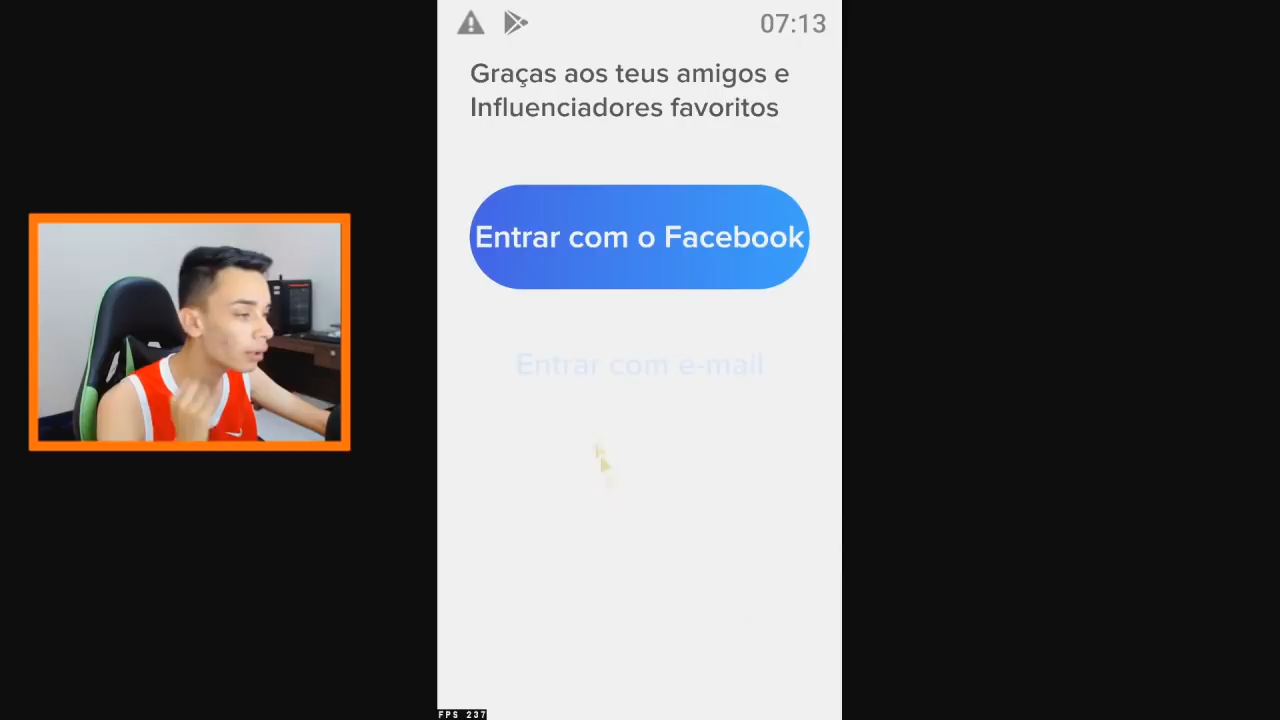 07:13
Graças aos teus amigos e
Influenciadores favoritos
Entrar com o Facebook
Entrar com e-mail
FPS 237